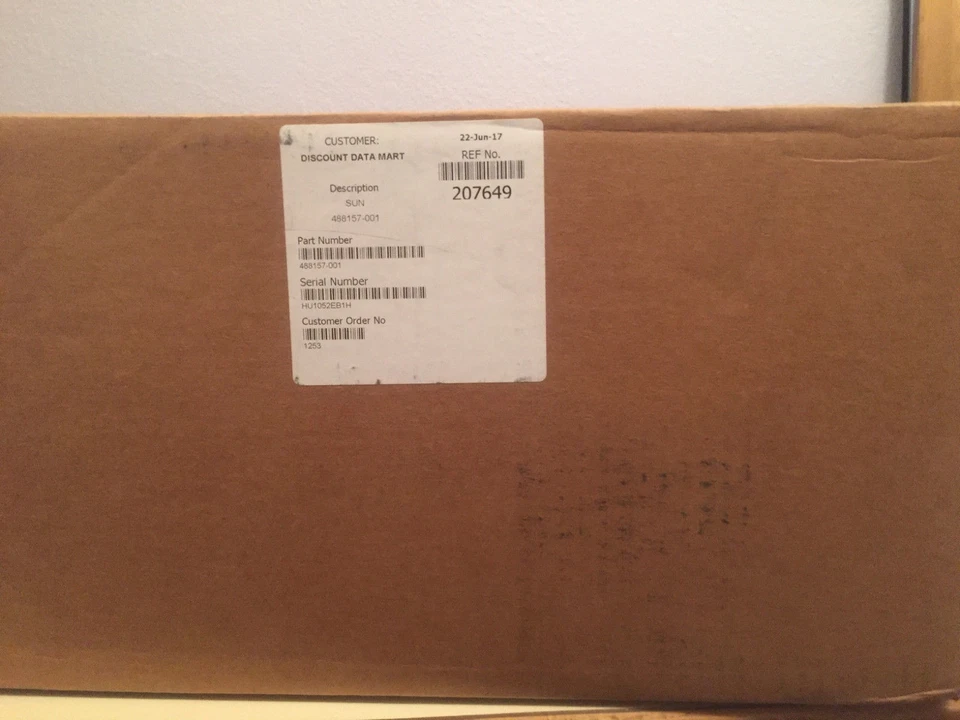 CUSTOMER:
DISCOUNT DATA MART
22-Jun-17
REF No.
207649
Description
SUN
488157-001
Part Number
488157-001
Serial Number
HU1052EB1H
Customer Order No
1253